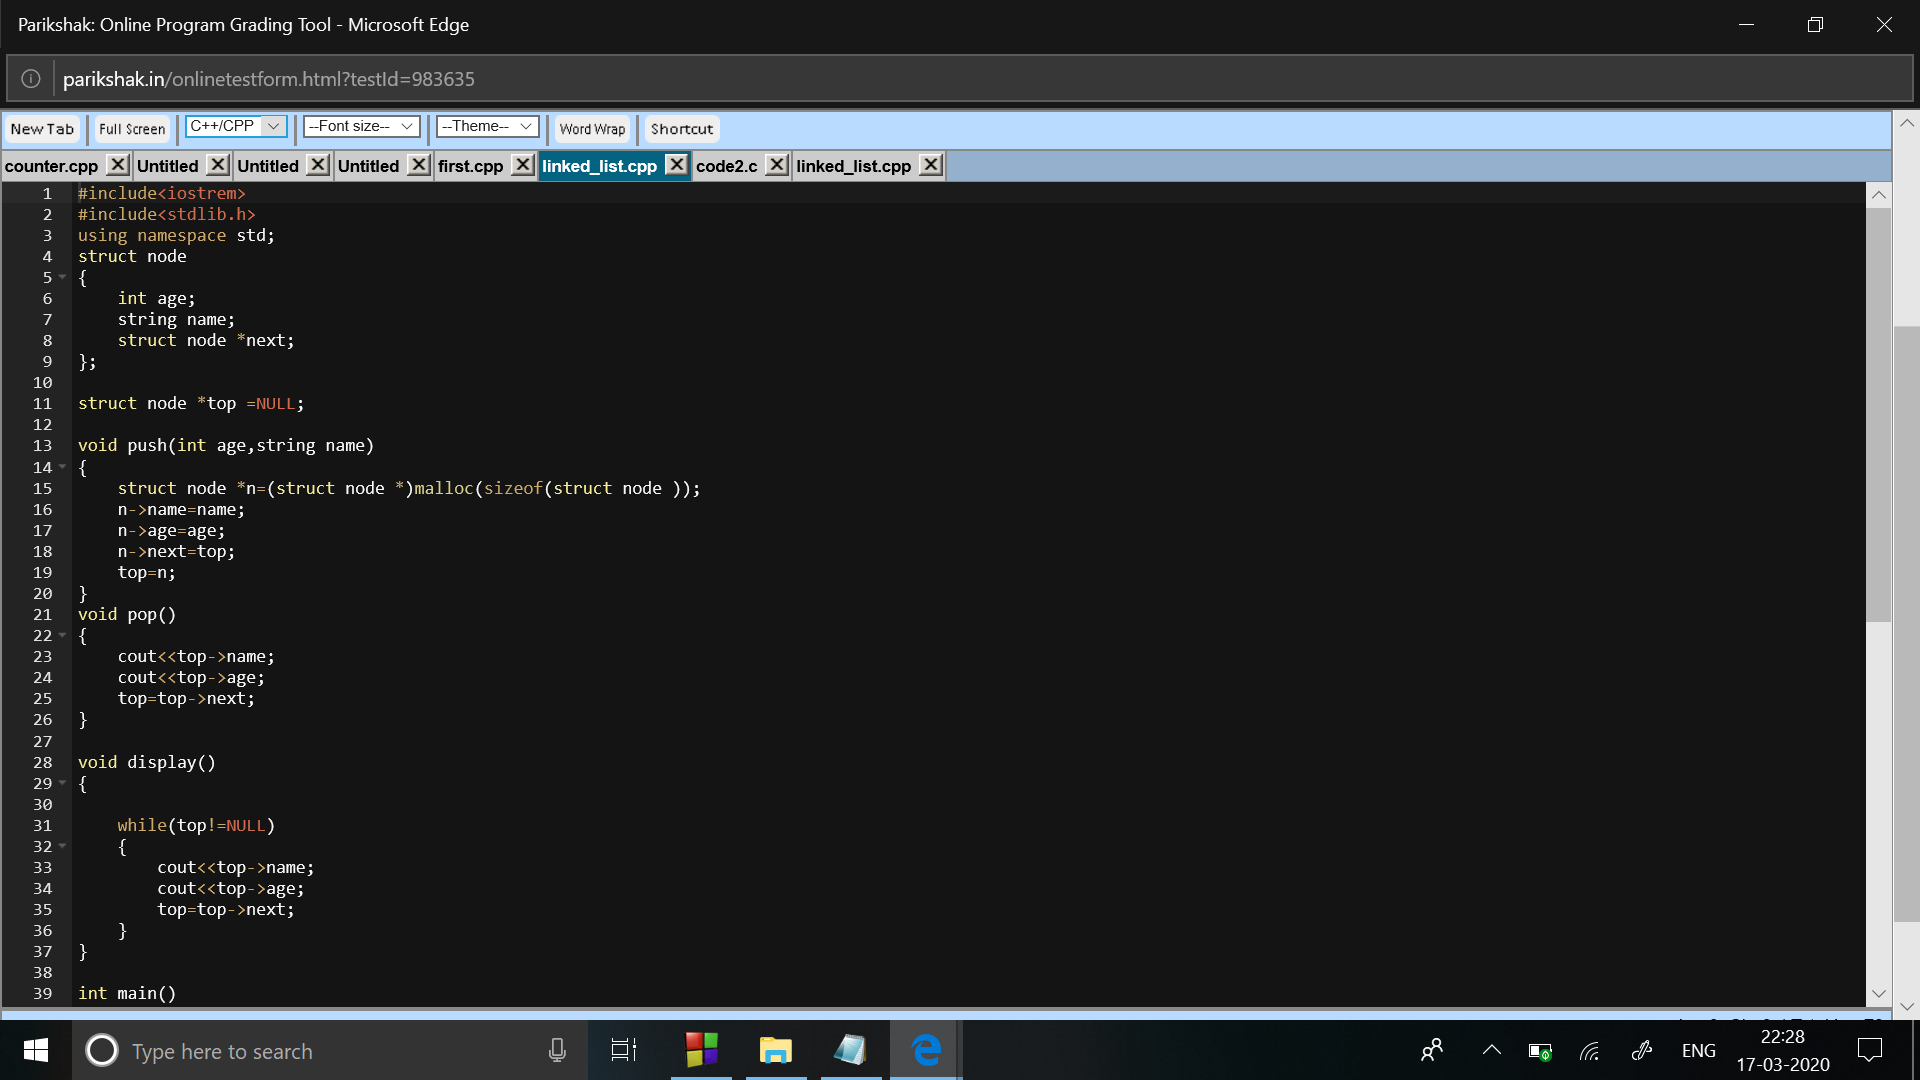 Parikshak: Online Program Grading Tool - Microsoft Edge
parikshak.in/onlinetestform.html?testId=983635
New Tab Full Screen C++/CPP --Font size-- --Theme-- Word Wrap Shortcut
counter.cpp X Untitled X Untitled X Untitled X first.cpp X linked_list.cpp X code2.c X linked_list.cpp X
1 #include<iostrem>
2 #include<stdlib.h>
3 using namespace std;
4 struct node
5 {
6     int age;
7     string name;
8     struct node *next;
9 };
10
11 struct node *top =NULL;
12
13 void push(int age,string name)
14 {
15     struct node *n=(struct node *)malloc(sizeof(struct node ));
16     n->name=name;
17     n->age=age;
18     n->next=top;
19     top=n;
20 }
21 void pop()
22 {
23     cout<<top->name;
24     cout<<top->age;
25     top=top->next;
26 }
27
28 void display()
29 {
30
31     while(top!=NULL)
32     {
33         cout<<top->name;
34         cout<<top->age;
35         top=top->next;
36     }
37 }
38
39 int main()
Type here to search
ENG
22:28
17-03-2020